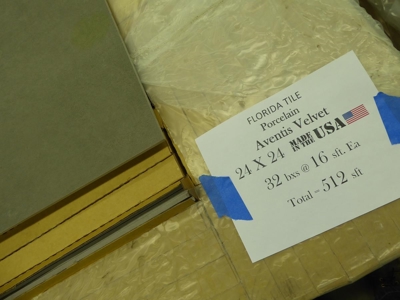 FLORIDA TILE
Porcelain
Aventis Velvet
24 X 24 MADE IN THE USA
32 bxs @ 16 sft. Ea
Total = 512 sft